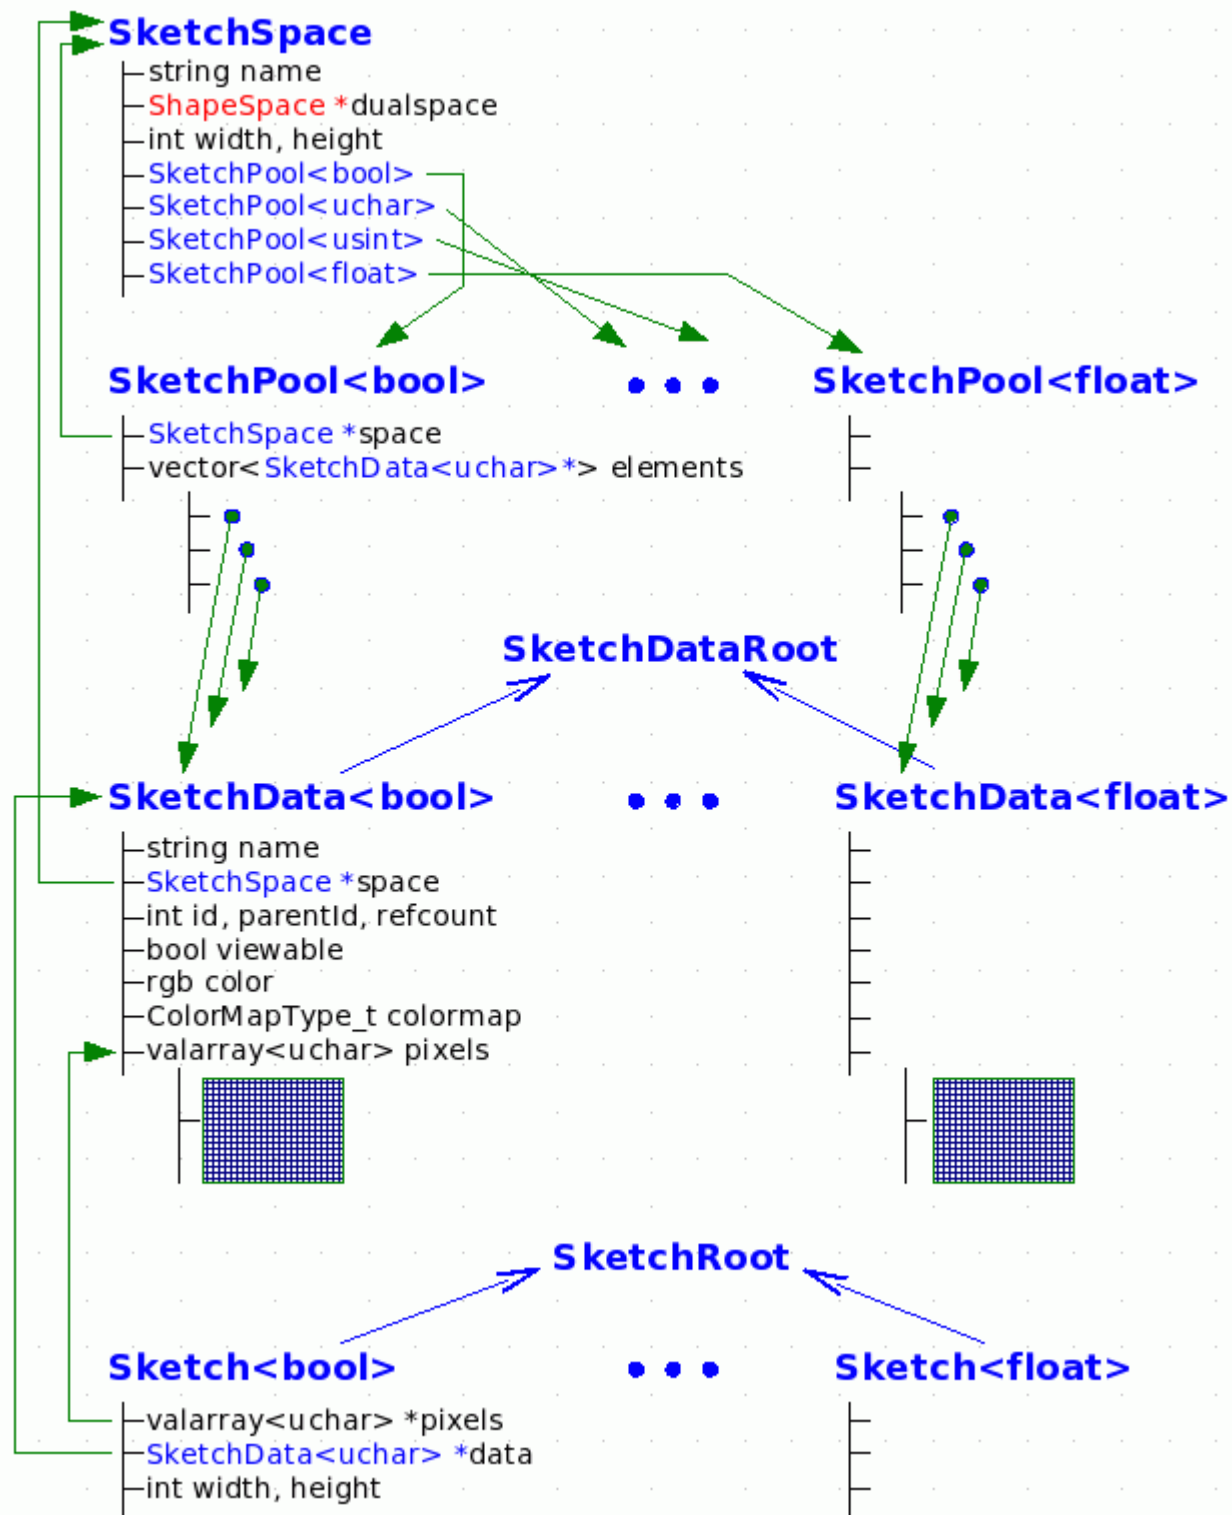 SketchSpace
string name
ShapeSpace *dualspace
int width, height
SketchPool<bool>
SketchPool<uchar>
SketchPool<usint>
SketchPool<float>
SketchPool<bool> SketchPool<float>
SketchSpace *space
vector<SketchData<uchar>*> elements
SketchDataRoot
SketchData<bool> SketchData<float>
string name
SketchSpace *space
int id, parentId, refcount
bool viewable
rgb color
ColorMapType_t colormap
valarray<uchar> pixels
SketchRoot
Sketch<bool> Sketch<float>
valarray<uchar> *pixels
SketchData<uchar> *data
int width, height